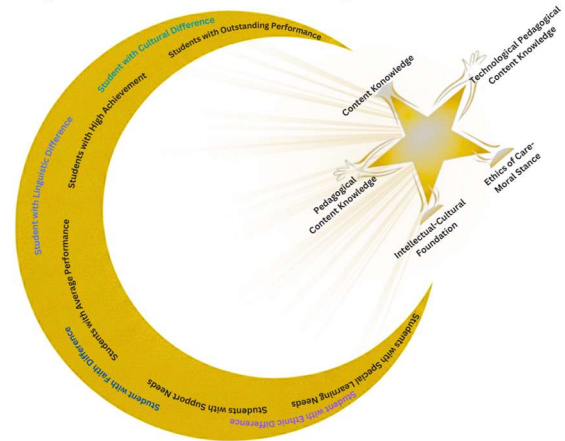 Student with Cultural Difference
Students with Outstanding Performance
Students with High Achievement
Student with Linguistic Difference
Students with Average Performance
Student with Faith Difference
Students with Support Needs
Student with Ethnic Difference
Students with Special Learning Needs
Content Konowledge
Technological Pedagogical
Content Knowledge
Ethics of Care-
Moral Stance
Intellectual-Cultural
Foundation
Pedagogical
Content Knowledge